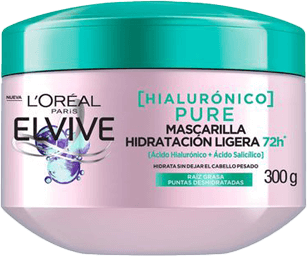 NUEVO
L'ORÉAL
PARIS
ELVIVE
[HIALURÓNICO]
PURE
MASCARILLA
HIDRATACIÓN LIGERA 72h*
[Ácido Hialurónico + Ácido Salicílico]
HIDRATA SIN DEJAR EL CABELLO PESADO
RAÍZ GRASA
PUNTAS DESHIDRATADAS
300 g